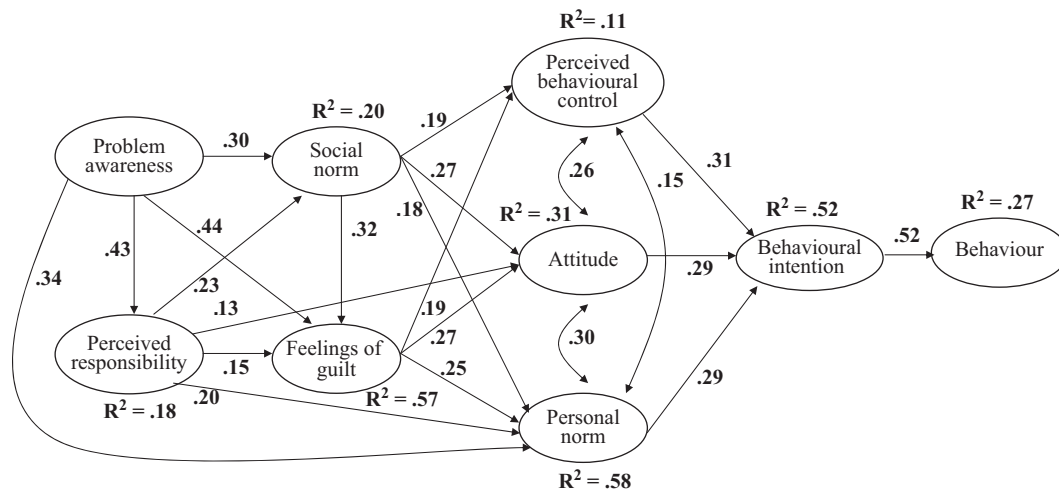 R²= .11
Perceived
behavioural
control
R² = .20
.19
Problem
awareness
.30
Social
norm
.27
.26
.15
.31
.18
R² = .31
R² = .52
R² = .27
.44
.32
.43
Attitude
.29
Behavioural
intention
.52
Behaviour
.34
.23
.13
.19
Perceived
responsibility
Feelings of
guilt
.27
.30
.15
.25
.29
R² = .18
.20
R² = .57
Personal
norm
R² = .58